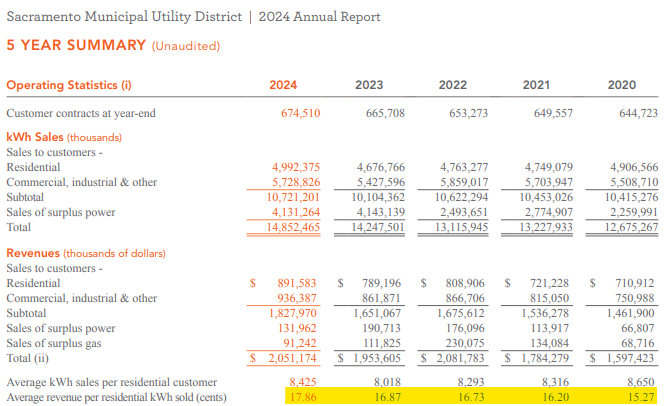 Sacramento Municipal Utility District | 2024 Annual Report
5 YEAR SUMMARY (Unaudited)
Operating Statistics (i) 2024 2023 2022 2021 2020
Customer contracts at year-end 674,510 665,708 653,273 649,557 644,723
kWh Sales (thousands)
Sales to customers -
Residential 4,992,375 4,676,766 4,763,277 4,749,079 4,906,566
Commercial, industrial & other 5,728,826 5,427,596 5,859,017 5,703,947 5,508,710
Subtotal 10,721,201 10,104,362 10,622,294 10,453,026 10,415,276
Sales of surplus power 4,131,264 4,143,139 2,493,651 2,774,907 2,259,991
Total 14,852,465 14,247,501 13,115,945 13,227,933 12,675,267
Revenues (thousands of dollars)
Sales to customers -
Residential $ 891,583 $ 789,196 $ 808,906 $ 721,228 $ 710,912
Commercial, industrial & other 936,387 861,871 866,706 815,050 750,988
Subtotal 1,827,970 1,651,067 1,675,612 1,536,278 1,461,900
Sales of surplus power 131,962 190,713 176,096 113,917 66,807
Sales of surplus gas 91,242 111,825 230,075 134,084 68,716
Total (ii) $ 2,051,174 $ 1,953,605 $ 2,081,783 $ 1,784,279 $ 1,597,423
Average kWh sales per residential customer 8,425 8,018 8,293 8,316 8,650
Average revenue per residential kWh sold (cents) 17.86 16.87 16.73 16.20 15.27